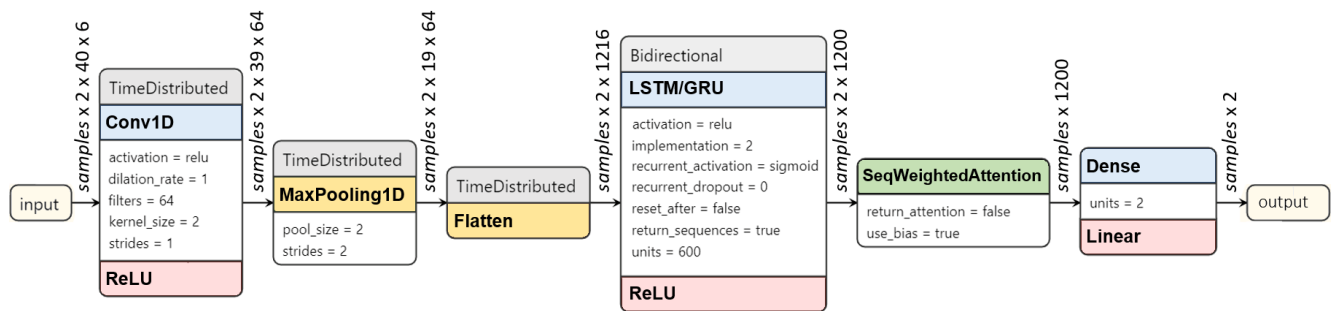 input
samples x 2 x 40 x 6
TimeDistributed
Conv1D
activation = relu
dilation_rate = 1
filters = 64
kernel_size = 2
strides = 1
ReLU
samples x 2 x 39 x 64
TimeDistributed
MaxPooling1D
pool_size = 2
strides = 2
samples x 2 x 19 x 64
TimeDistributed
Flatten
samples x 2 x 1216
Bidirectional
LSTM/GRU
activation = relu
implementation = 2
recurrent_activation = sigmoid
recurrent_dropout = 0
reset_after = false
return_sequences = true
units = 600
ReLU
samples x 2 x 1200
SeqWeightedAttention
return_attention = false
use_bias = true
samples x 1200
Dense
units = 2
Linear
samples x 2
output